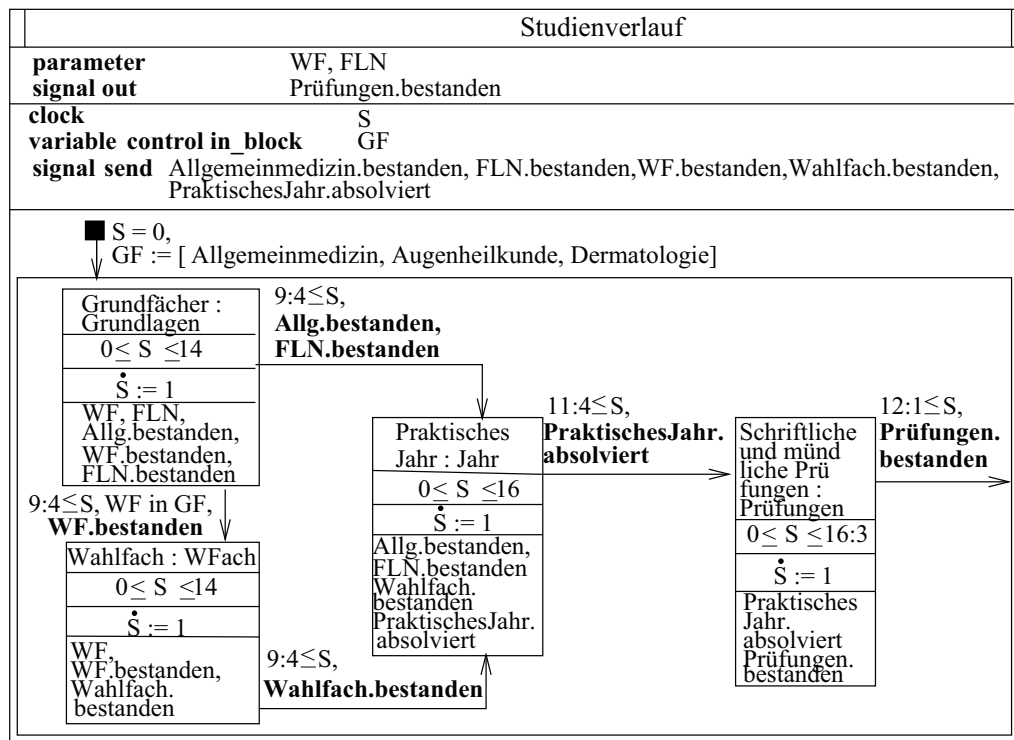 Studienverlauf
parameter WF, FLN
signal out Prüfungen.bestanden
clock S
variable control in_block GF
signal send Allgemeinmedizin.bestanden, FLN.bestanden,WF.bestanden,Wahlfach.bestanden,
PraktischesJahr.absolviert
S = 0,
GF := [ Allgemeinmedizin, Augenheilkunde, Dermatologie]
Grundfächer :
Grundlagen
0≤ S ≤14
Ṡ := 1
WF, FLN,
Allg.bestanden,
WF.bestanden,
FLN.bestanden
9:4≤S,
Allg.bestanden,
FLN.bestanden
9:4≤S, WF in GF,
WF.bestanden
Wahlfach : WFach
0≤ S ≤14
Ṡ := 1
WF,
WF.bestanden,
Wahlfach.
bestanden
9:4≤S,
Wahlfach.bestanden
Praktisches
Jahr : Jahr
0≤ S ≤16
Ṡ := 1
Allg.bestanden,
FLN.bestanden
Wahlfach.
bestanden
PraktischesJahr.
absolviert
11:4≤S,
PraktischesJahr.
absolviert
Schriftliche
und münd
liche Prü
fungen :
Prüfungen
0≤ S ≤16:3
Ṡ := 1
Praktisches
Jahr.
absolviert
Prüfungen.
bestanden
12:1≤S,
Prüfungen.
bestanden